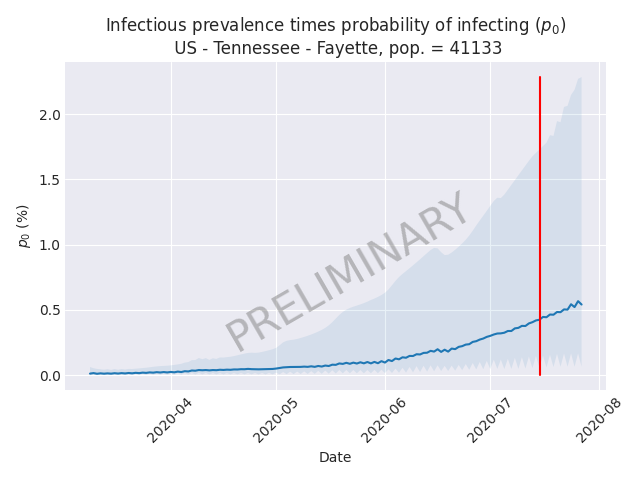 Infectious prevalence times probability of infecting (p₀)
US - Tennessee - Fayette, pop. = 41133
2.0
1.5
1.0
0.5
0.0
p₀ (%)
PRELIMINARY
2020-04
2020-05
2020-06
2020-07
2020-08
Date